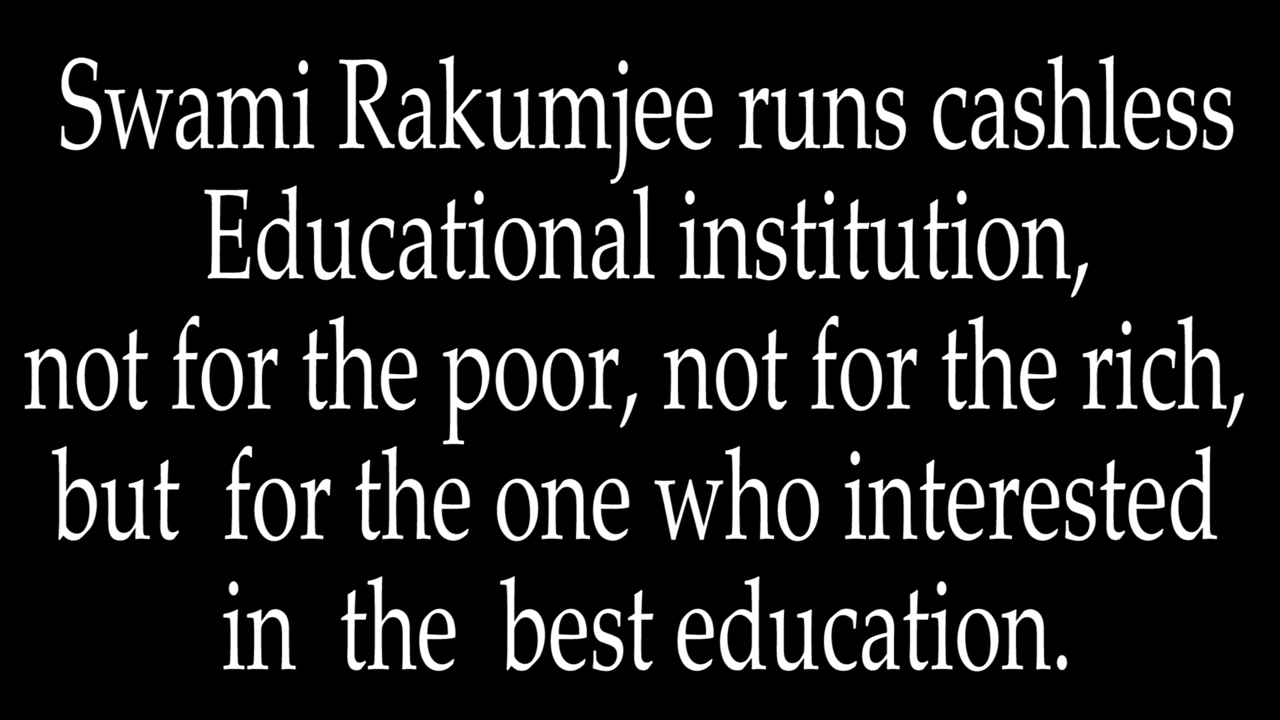 Swami Rakumjee runs cashless
Educational institution,
not for the poor, not for the rich,
but for the one who interested
in the best education.